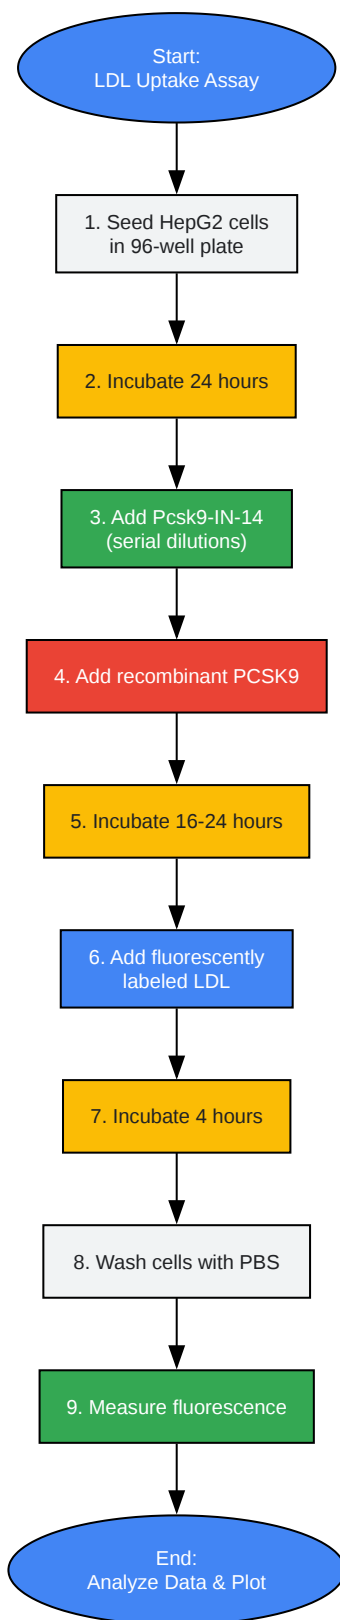 Start:
LDL Uptake Assay
1. Seed HepG2 cells
in 96-well plate
2. Incubate 24 hours
3. Add Pcsk9-IN-14
(serial dilutions)
4. Add recombinant PCSK9
5. Incubate 16-24 hours
6. Add fluorescently
labeled LDL
7. Incubate 4 hours
8. Wash cells with PBS
9. Measure fluorescence
End:
Analyze Data & Plot